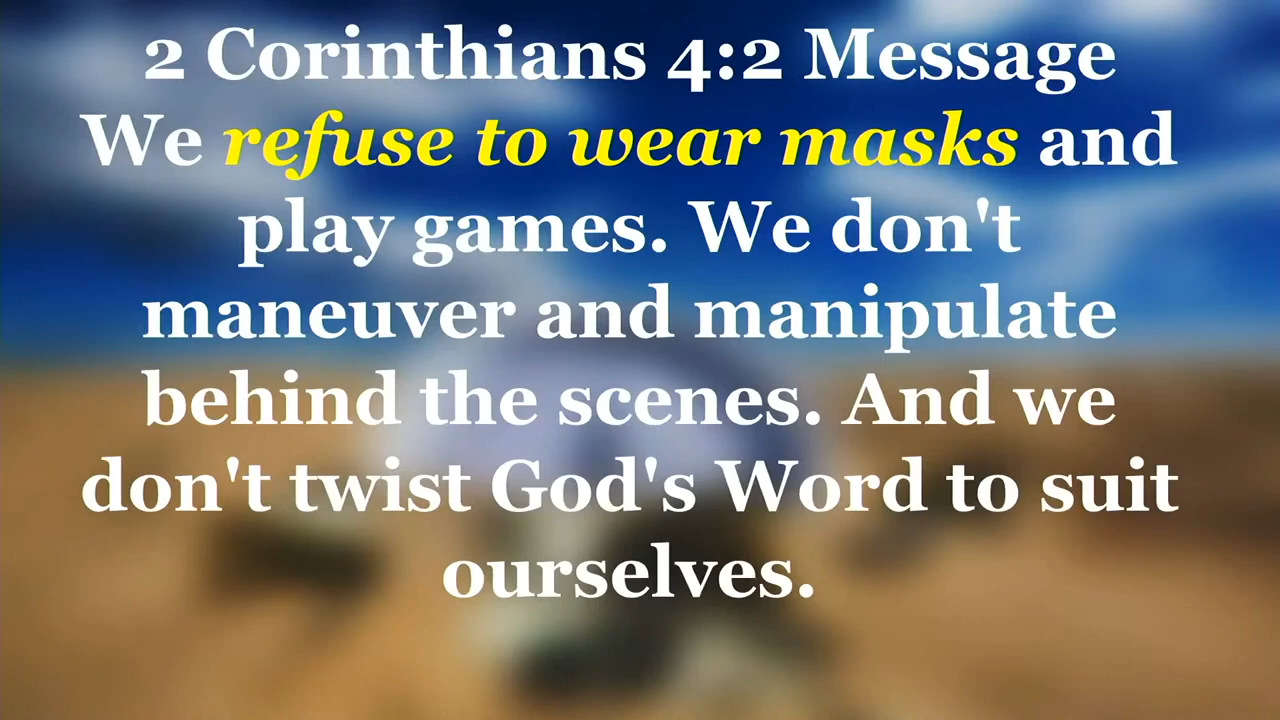 2 Corinthians 4:2 Message
We refuse to wear masks and
play games. We don't
maneuver and manipulate
behind the scenes. And we
don't twist God's Word to suit
ourselves.